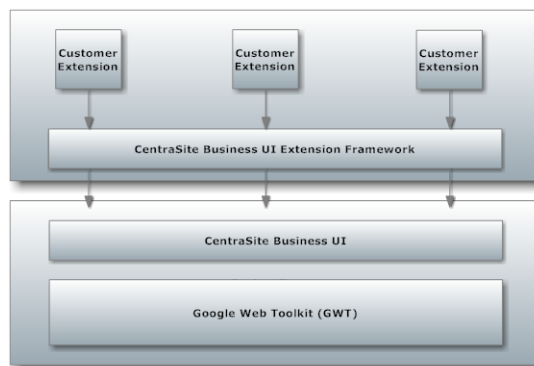 Customer Extension
Customer Extension
Customer Extension
CentraSite Business UI Extension Framework
CentraSite Business UI
Google Web Toolkit (GWT)